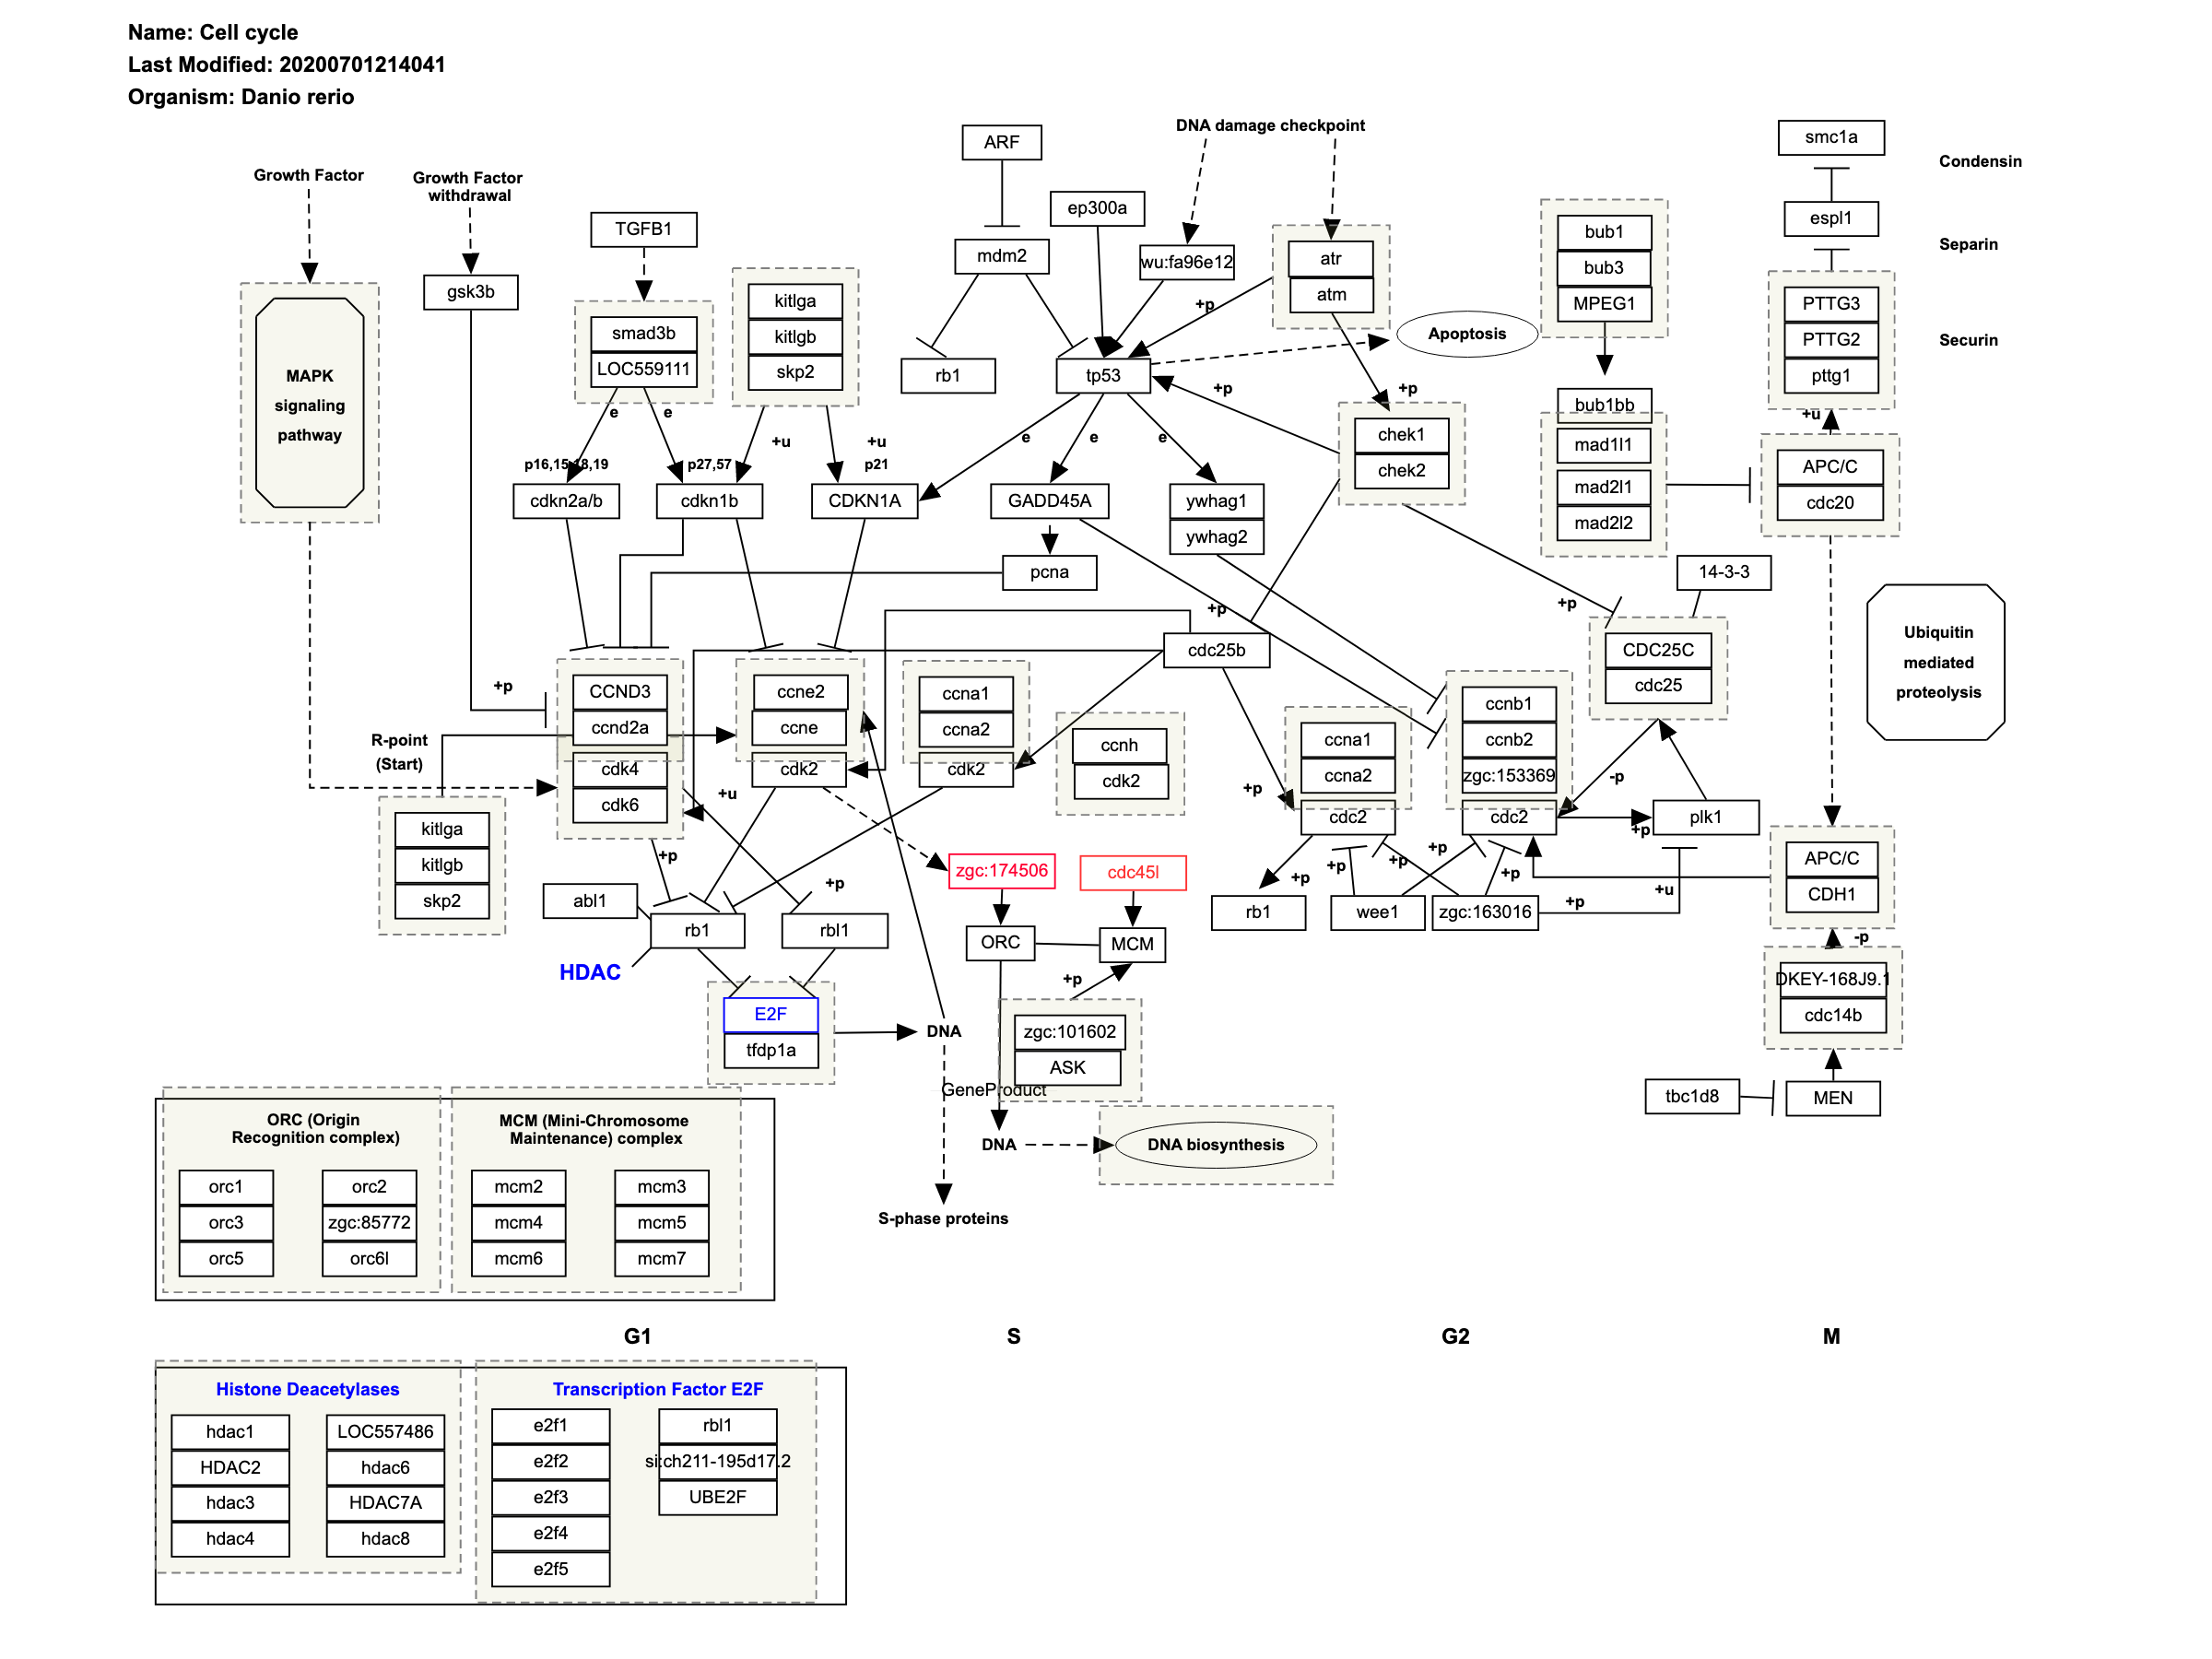 Name: Cell cycle
Last Modified: 20200701214041
Organism: Danio rerio
Growth Factor
Growth Factor
withdrawal
TGFB1
ARF
ep300a
DNA damage checkpoint
smc1a
Condensin
espl1
Separin
mdm2
wu:fa96e12
atr
atm
bub1
bub3
MPEG1
gsk3b
kitlga
kitlgb
skp2
smad3b
LOC559111
MAPK
signaling
pathway
rb1
tp53
+p
Apoptosis
PTTG3
PTTG2
pttg1
Securin
+u
e
e
+u
+u
p16,15,18,19
p27,57
p21
e
e
e
+p
+p
chek1
chek2
bub1bb
mad1l1
mad2l1
mad2l2
APC/C
cdc20
cdkn2a/b
cdkn1b
CDKN1A
GADD45A
ywhag1
ywhag2
pcna
14-3-3
+p
+p
Ubiquitin
mediated
proteolysis
cdc25b
CDC25C
cdc25
+p
CCND3
ccnd2a
cdk4
cdk6
ccne2
ccne
cdk2
ccna1
ccna2
cdk2
ccnh
cdk2
ccna1
ccna2
cdc2
ccnb1
ccnb2
zgc:153369
cdc2
-p
plk1
+p
R-point
(Start)
+u
+p
kitlga
kitlgb
skp2
+p
+p
abl1
rb1
rbl1
HDAC
zgc:174506
cdc45l
ORC
MCM
+p
+p
+p
+p
+p
+p
+p
+u
rb1
wee1
zgc:163016
APC/C
CDH1
-p
DKEY-168J9.1
cdc14b
E2F
tfdp1a
DNA
zgc:101602
ASK
GeneProduct
tbc1d8
MEN
DNA
DNA biosynthesis
S-phase proteins
ORC (Origin
Recognition complex)
MCM (Mini-Chromosome
Maintenance) complex
orc1
orc3
orc5
orc2
zgc:85772
orc6l
mcm2
mcm4
mcm6
mcm3
mcm5
mcm7
G1
S
G2
M
Histone Deacetylases
Transcription Factor E2F
hdac1
HDAC2
hdac3
hdac4
LOC557486
hdac6
HDAC7A
hdac8
e2f1
e2f2
e2f3
e2f4
e2f5
rbl1
si:ch211-195d17.2
UBE2F